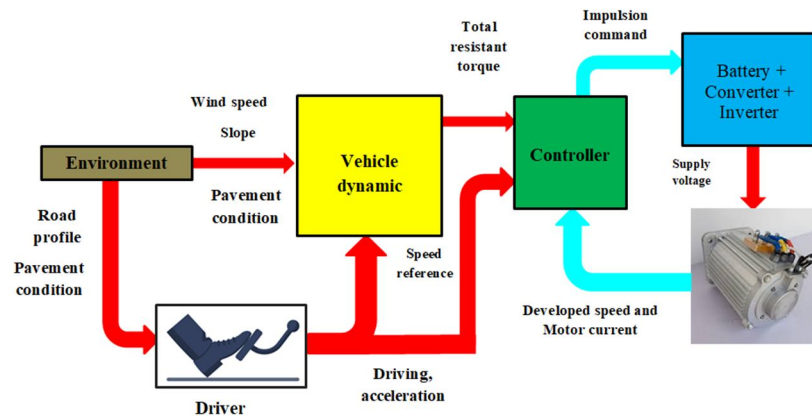 Total
resistant
torque
Impulsion
command
Battery +
Converter +
Inverter
Wind speed
Slope
Environment
Vehicle
dynamic
Controller
Supply
voltage
Pavement
condition
Road
profile
Pavement
condition
Speed
reference
Developed speed and
Motor current
Driving,
acceleration
Driver